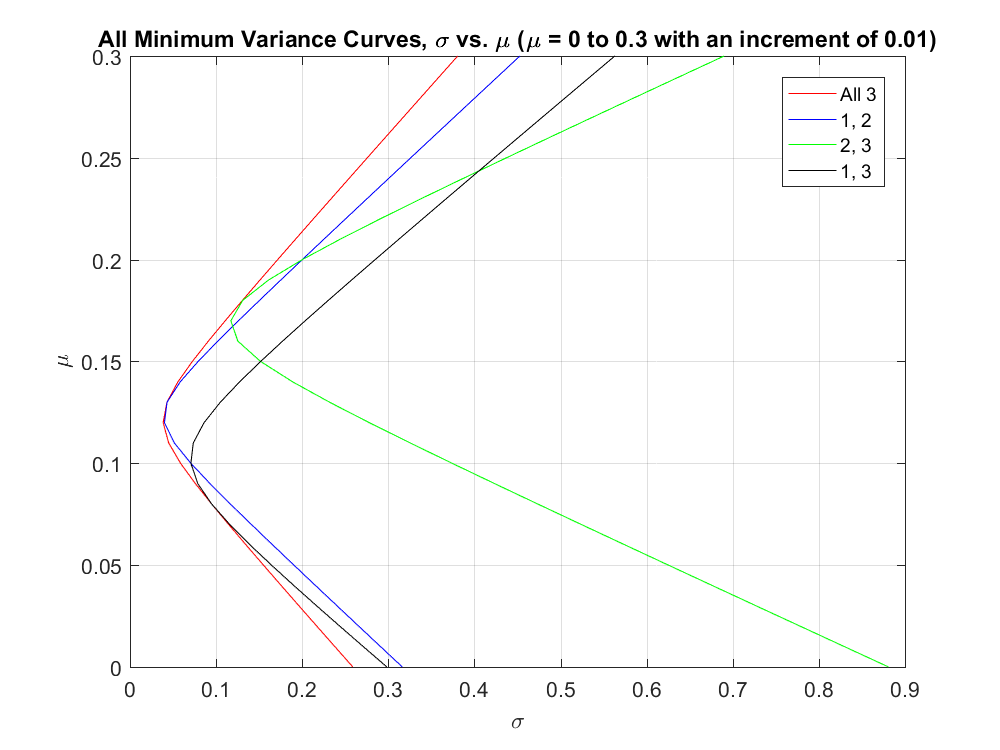 All Minimum Variance Curves, σ vs. μ (μ = 0 to 0.3 with an increment of 0.01)
0.3
0.25
0.2
0.15
0.1
0.05
0
μ
All 3
1, 2
2, 3
1, 3
0 0.1 0.2 0.3 0.4 0.5 0.6 0.7 0.8 0.9
σ